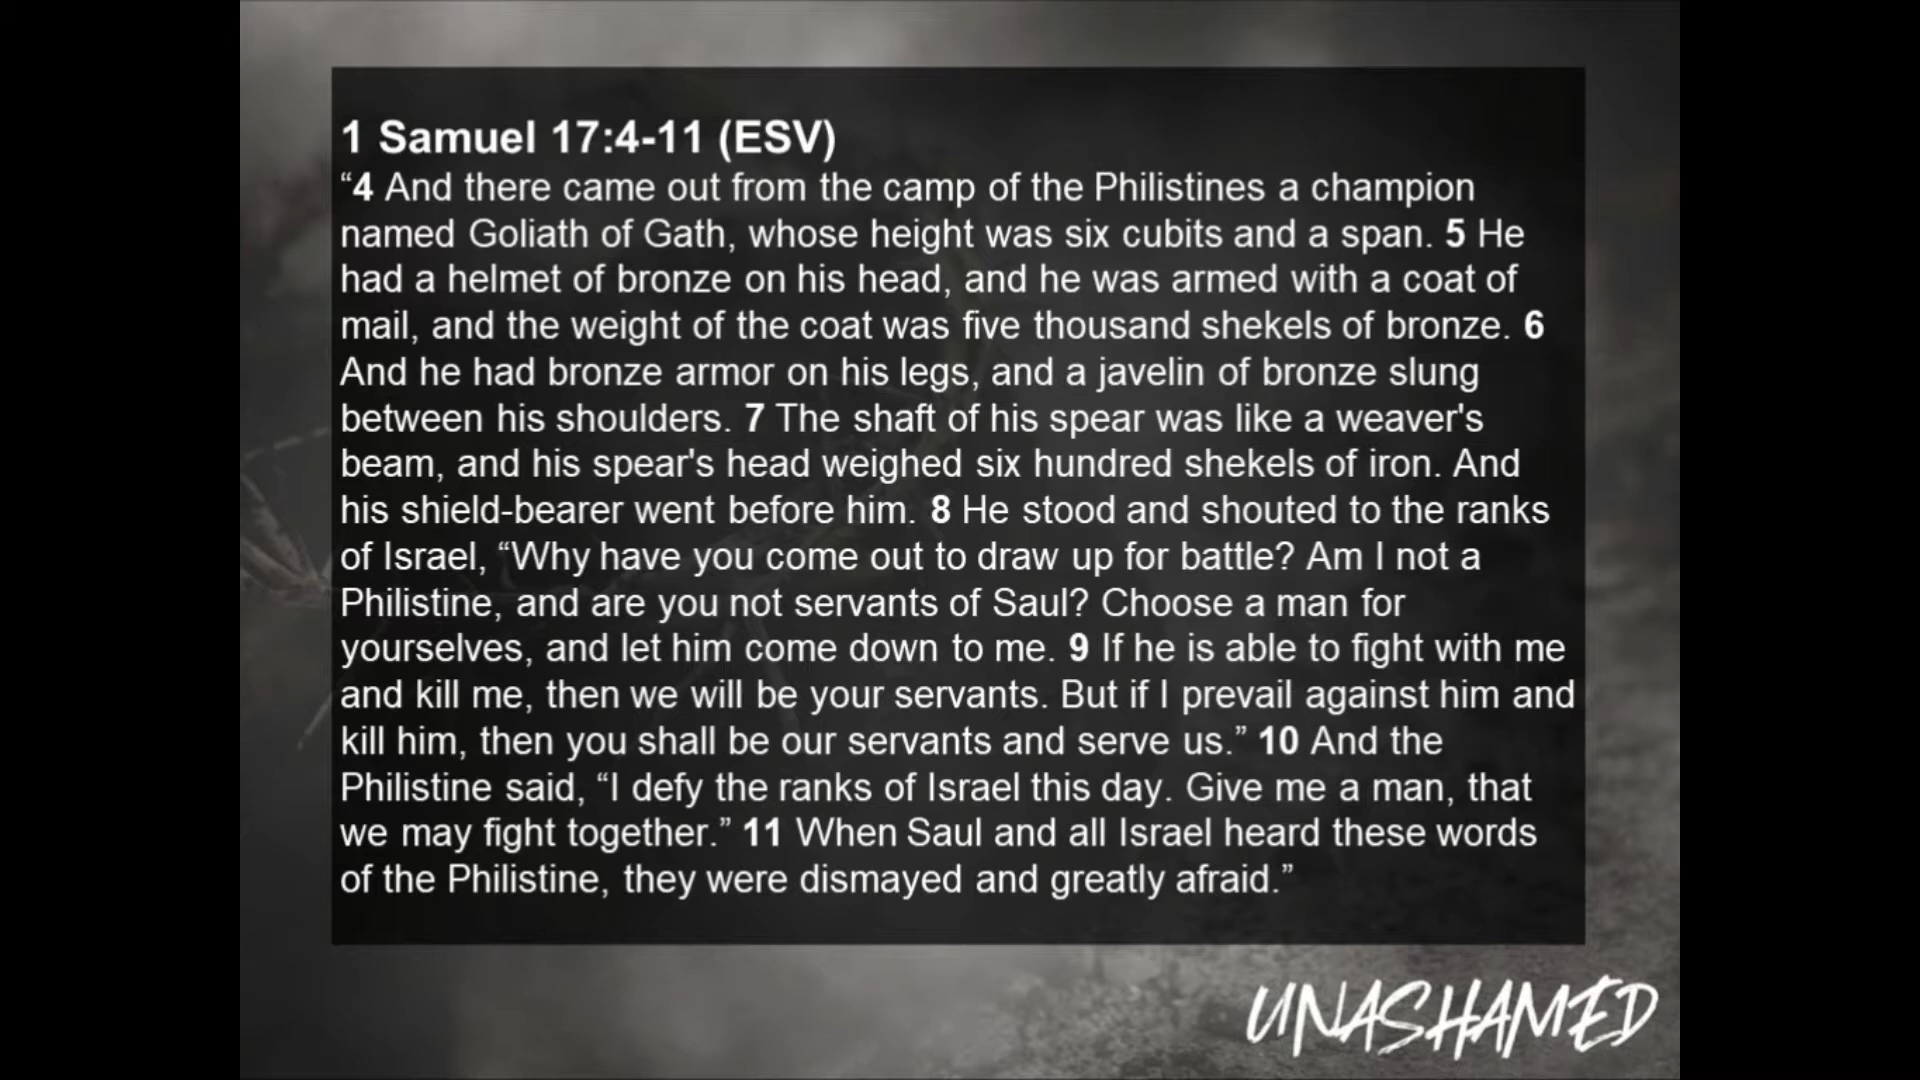 1 Samuel 17:4-11 (ESV)
“4 And there came out from the camp of the Philistines a champion
named Goliath of Gath, whose height was six cubits and a span. 5 He
had a helmet of bronze on his head, and he was armed with a coat of
mail, and the weight of the coat was five thousand shekels of bronze. 6
And he had bronze armor on his legs, and a javelin of bronze slung
between his shoulders. 7 The shaft of his spear was like a weaver's
beam, and his spear's head weighed six hundred shekels of iron. And
his shield-bearer went before him. 8 He stood and shouted to the ranks
of Israel, “Why have you come out to draw up for battle? Am I not a
Philistine, and are you not servants of Saul? Choose a man for
yourselves, and let him come down to me. 9 If he is able to fight with me
and kill me, then we will be your servants. But if I prevail against him and
kill him, then you shall be our servants and serve us.” 10 And the
Philistine said, “I defy the ranks of Israel this day. Give me a man, that
we may fight together.” 11 When Saul and all Israel heard these words
of the Philistine, they were dismayed and greatly afraid.”
UNASHAMED